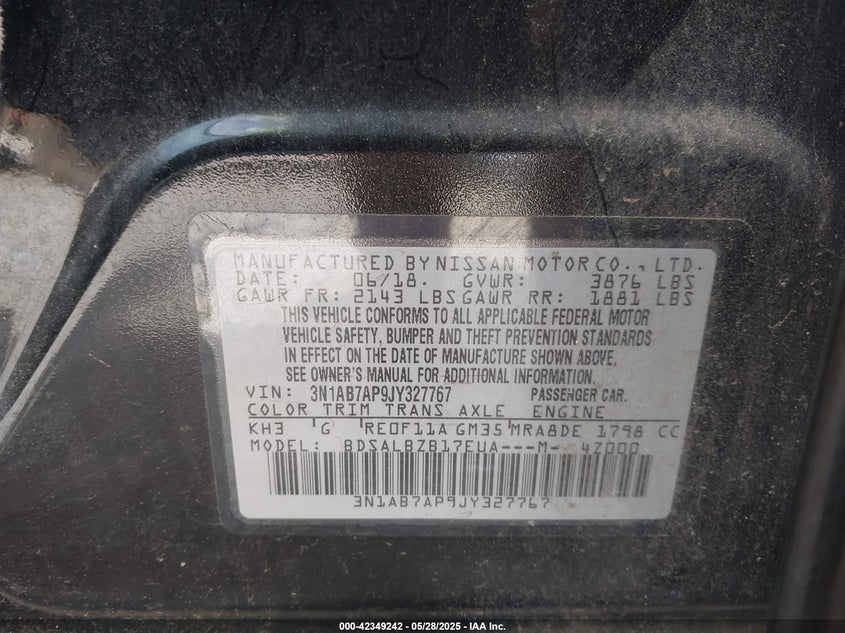 MANUFACTURED BY NISSAN MOTOR CO., LTD.
DATE: 06/18. GVWR: 3876 LBS
GAWR FR: 2143 LBS GAWR RR: 1881 LBS
THIS VEHICLE CONFORMS TO ALL APPLICABLE FEDERAL MOTOR
VEHICLE SAFETY, BUMPER AND THEFT PREVENTION STANDARDS
IN EFFECT ON THE DATE OF MANUFACTURE SHOWN ABOVE.
SEE OWNER'S MANUAL FOR ADDITIONAL INFORMATION.
VIN: 3N1AB7AP9JY327767 PASSENGER CAR.
COLOR TRIM TRANS AXLE ENGINE
KH3 G RE0F11A GM35 MRA8DE 1798 CC
MODEL: BDSALBZB17EUA---M- 4Z000
3N1AB7AP9JY327767
000-42349242 - 05/28/2025 - IAA Inc.